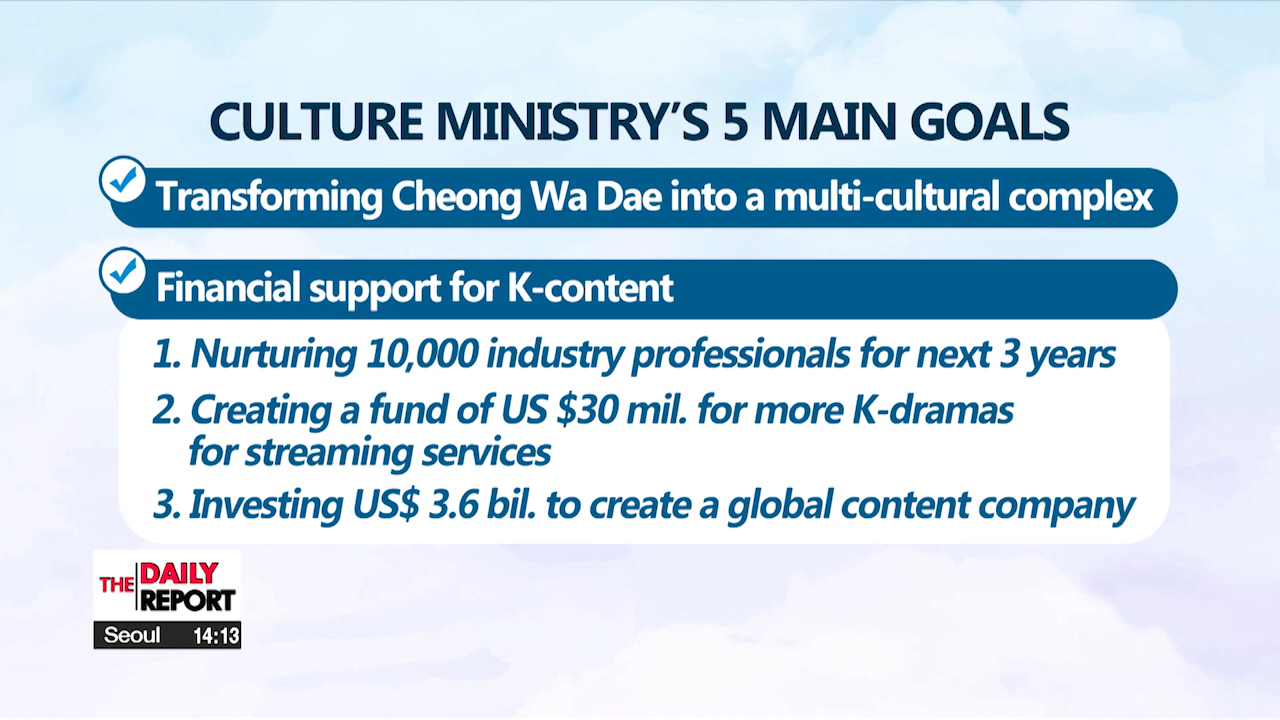 CULTURE MINISTRY’S 5 MAIN GOALS
Transforming Cheong Wa Dae into a multi-cultural complex
Financial support for K-content
1. Nurturing 10,000 industry professionals for next 3 years
2. Creating a fund of US $30 mil. for more K-dramas
for streaming services
3. Investing US$ 3.6 bil. to create a global content company
THE DAILY
REPORT
Seoul 14:13